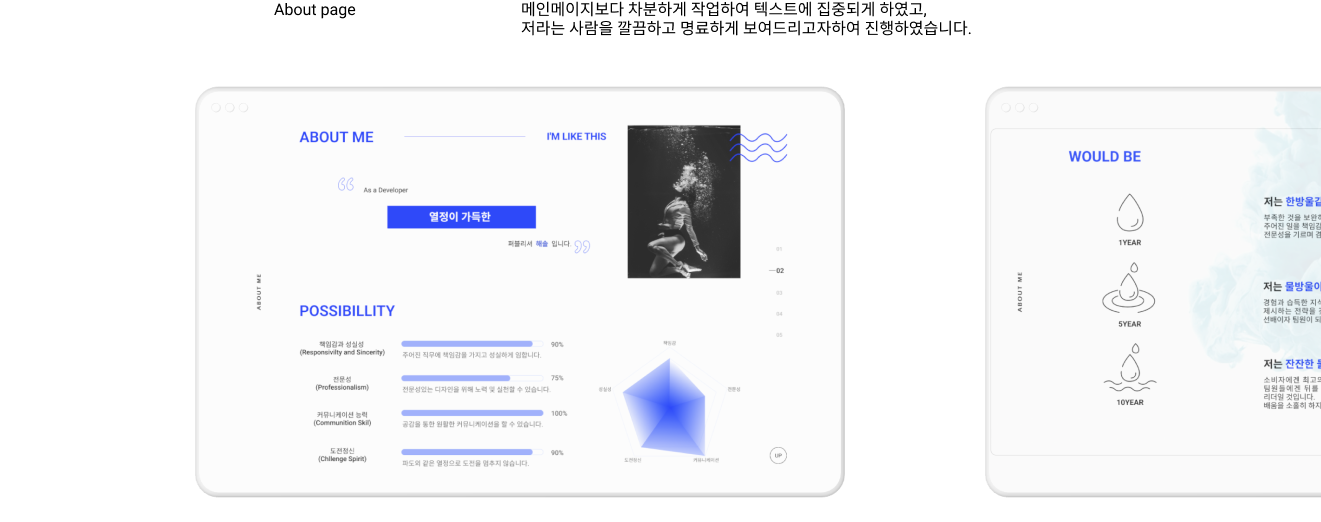 About page
메인메이지보다 차분하게 작업하여 텍스트에 집중되게 하였고,
저라는 사람을 깔끔하고 명료하게 보여드리고자하여 진행하였습니다.
ABOUT ME
I'M LIKE THIS
As a Developer
열정이 가득한
퍼블리셔 해솔 입니다.
ABOUT ME
01
02
03
04
05
POSSIBILLITY
책임감과 성실성
(Responsivity and Sincerity)
90%
주어진 직무에 책임감을 가지고 성실하게 임합니다.
전문성
(Professionalism)
75%
전문성있는 디자인을 위해 노력 및 실천할 수 있습니다.
커뮤니케이션 능력
(Communition Skil)
100%
공감을 통한 원활한 커뮤니케이션을 할 수 있습니다.
도전정신
(Chllenge Spirit)
90%
파도와 같은 열정으로 도전을 멈추지 않습니다.
책임감
성실성
전문성
도전정신
커뮤니케이션
UP
WOULD BE
ABOUT ME
1YEAR
저는 한방울같
부족한 것을 보완하
주어진 일을 책임감
전문성을 기르며 겸
5YEAR
저는 물방울이
경험과 습득한 지식
제시하는 전략을
선배이자 팀원이 되
10YEAR
저는 잔잔한
소비자에겐 최고의
팀원들에겐 뒤를
리더일 것입니다.
배움을 소홀히 하지